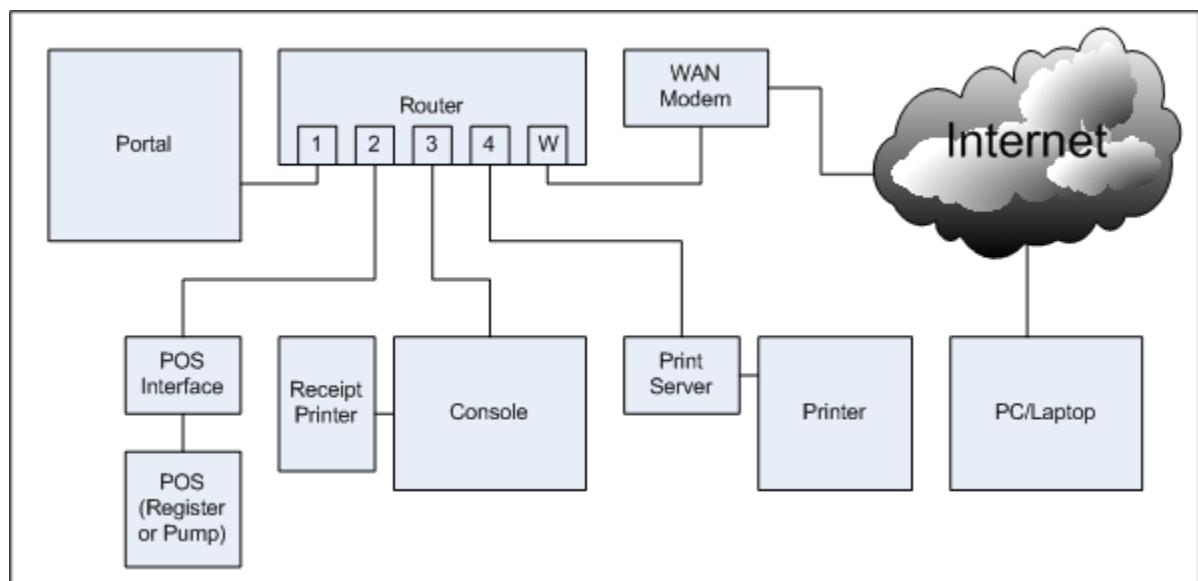 Portal
Router
1 2 3 4 W
WAN
Modem
Internet
POS
Interface
Receipt
Printer
Console
Print
Server
Printer
PC/Laptop
POS
(Register
or Pump)